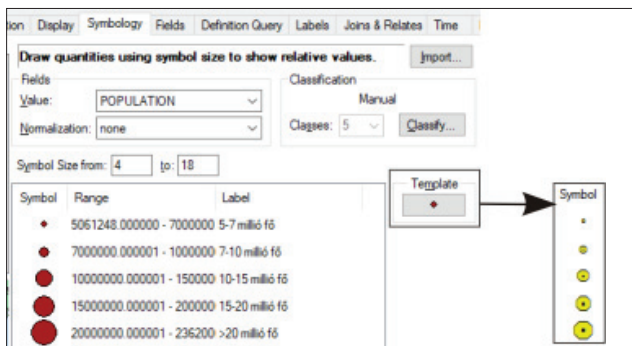 tion Display Symbology Fields Definition Query Labels Joins & Relates Time
Draw quantities using symbol size to show relative values. Import...
Fields
Classification
Value: POPULATION
Manual
Normalization: none
Classes: 5 Classify...
Symbol Size from: 4 to: 18
Symbol Range Label
Template
Symbol
5061248.000000 - 7000000 5-7 millió fő
7000000.000001 - 1000000 7-10 millió fő
10000000.000001 - 150000 10-15 millió fő
15000000.000001 - 200000 15-20 millió fő
20000000.000001 - 236200 >20 millió fő